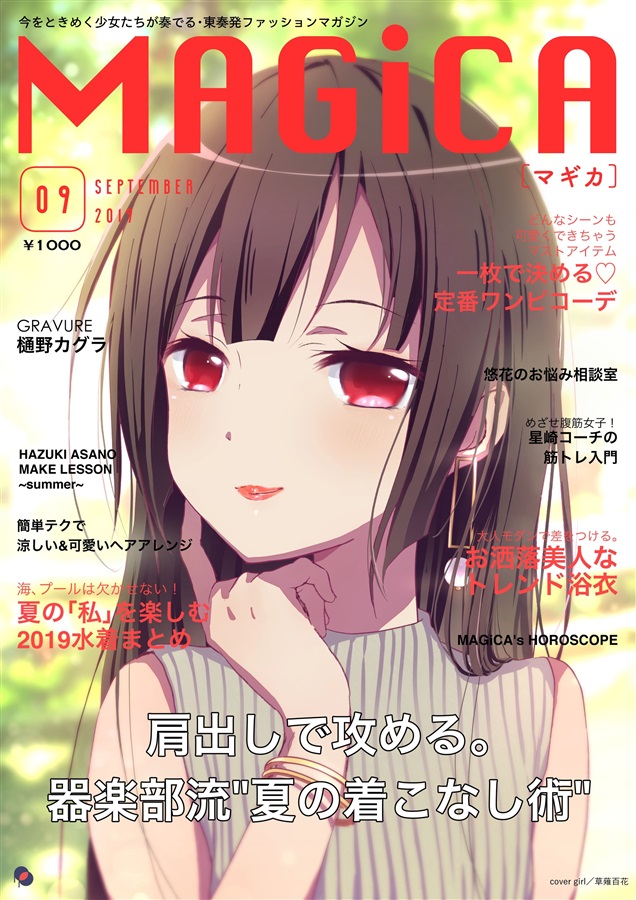 今をときめく少女たちが奏でる・東奏発ファッションマガジン
MAGiCA
[マギカ]
09
SEPTEMBER
2019
¥1000
どんなシーンも
可愛くできちゃう
マストアイテム
一枚で決める♡
定番ワンピコーデ
GRAVURE
樋野カグラ
悠花のお悩み相談室
めざせ腹筋女子!
星崎コーチの
筋トレ入門
HAZUKI ASANO
MAKE LESSON
~summer~
簡単テクで
涼しい&可愛いヘアアレンジ
大人モダンで差をつける。
お洒落美人な
トレンド浴衣
海、プールは欠かせない!
夏の「私」を楽しむ
2019水着まとめ
MAGiCA's HOROSCOPE
肩出しで攻める。
器楽部流"夏の着こなし術"
cover girl／草薙百花